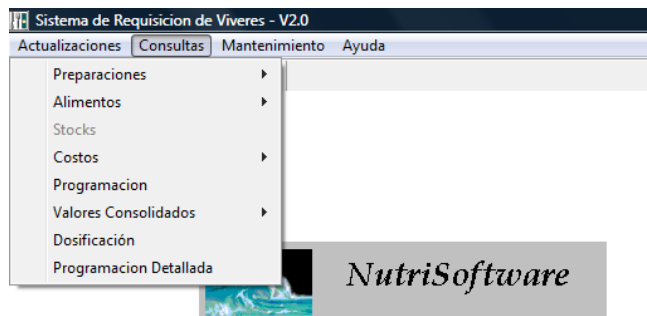 Sistema de Requisicion de Viveres - V2.0
Actualizaciones Consultas Mantenimiento Ayuda
Preparaciones
Alimentos
Stocks
Costos
Programacion
Valores Consolidados
Dosificación
Programacion Detallada
NutriSoftware